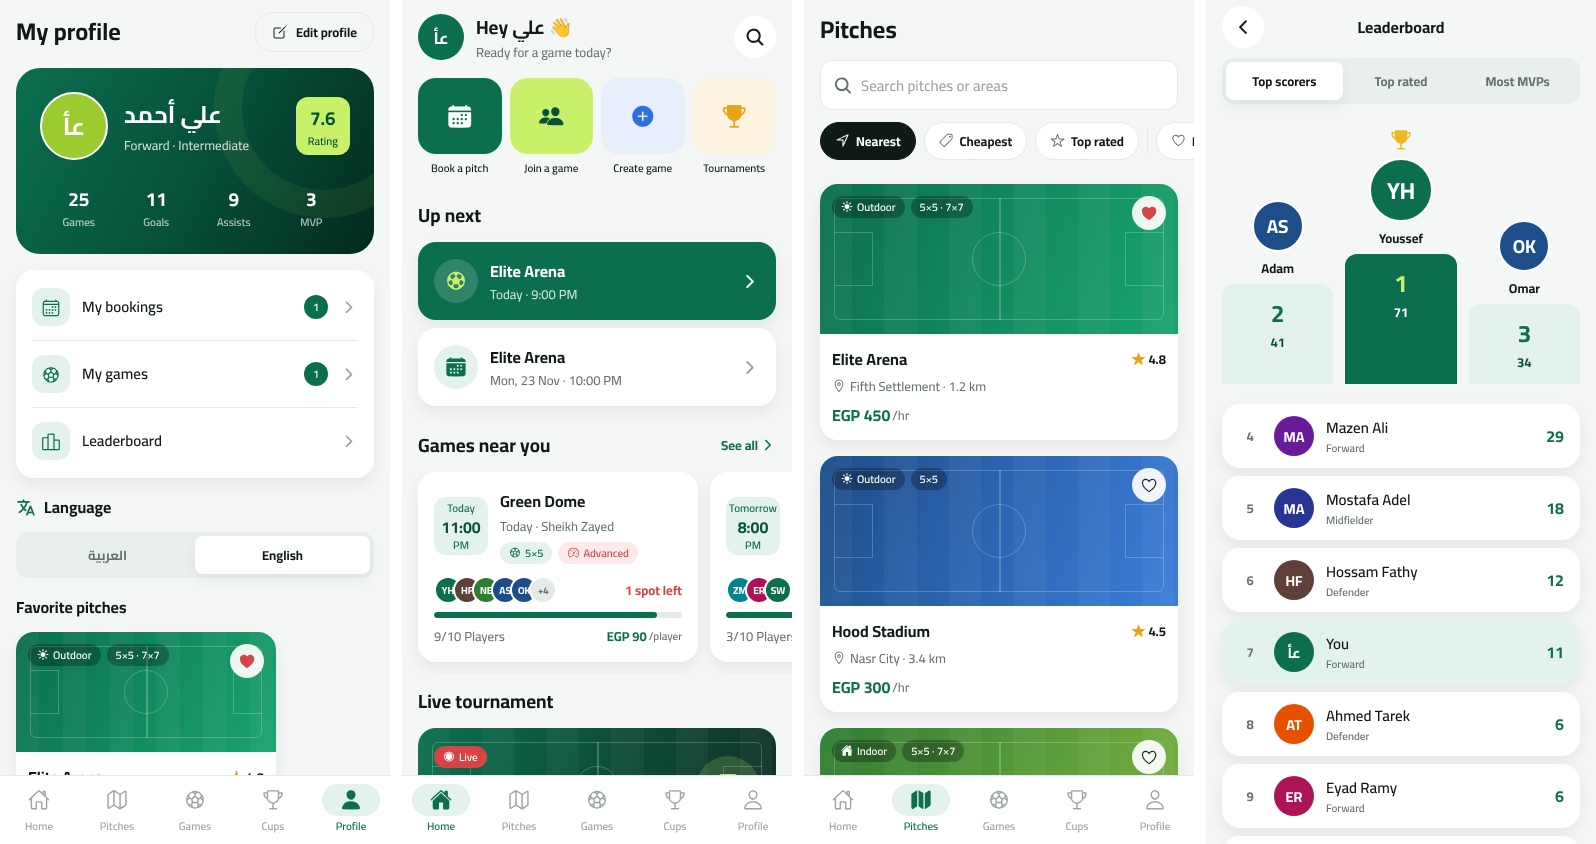 My profile
Edit profile
عأ
علي أحمد
Forward · Intermediate
7.6
Rating
25
Games
11
Goals
9
Assists
3
MVP
My bookings
1
My games
1
Leaderboard
Language
العربية
English
Favorite pitches
Outdoor
5×5 · 7×7
Home
Pitches
Games
Cups
Profile
عأ
Hey علي 👋
Ready for a game today?
Book a pitch
Join a game
Create game
Tournaments
Up next
Elite Arena
Today · 9:00 PM
Elite Arena
Mon, 23 Nov · 10:00 PM
Games near you
See all
Today
11:00
PM
Green Dome
Today · Sheikh Zayed
5×5
Advanced
YH
HF
NE
AS
OK
+4
1 spot left
9/10 Players
EGP 90 /player
Tomorrow
8:00
PM
ZM
ER
SW
3/10 Players
Live tournament
Live
Home
Pitches
Games
Cups
Profile
Pitches
Search pitches or areas
Nearest
Cheapest
Top rated
Outdoor
5×5 · 7×7
Elite Arena
4.8
Fifth Settlement · 1.2 km
EGP 450 /hr
Outdoor
5×5
Hood Stadium
4.5
Nasr City · 3.4 km
EGP 300 /hr
Indoor
5×5 · 7×7
Home
Pitches
Games
Cups
Profile
Leaderboard
Top scorers
Top rated
Most MVPs
YH
Youssef
1
71
AS
Adam
2
41
OK
Omar
3
34
4
MA
Mazen Ali
Forward
29
5
MA
Mostafa Adel
Midfielder
18
6
HF
Hossam Fathy
Defender
12
7
عأ
You
Forward
11
8
AT
Ahmed Tarek
Defender
6
9
ER
Eyad Ramy
Forward
6